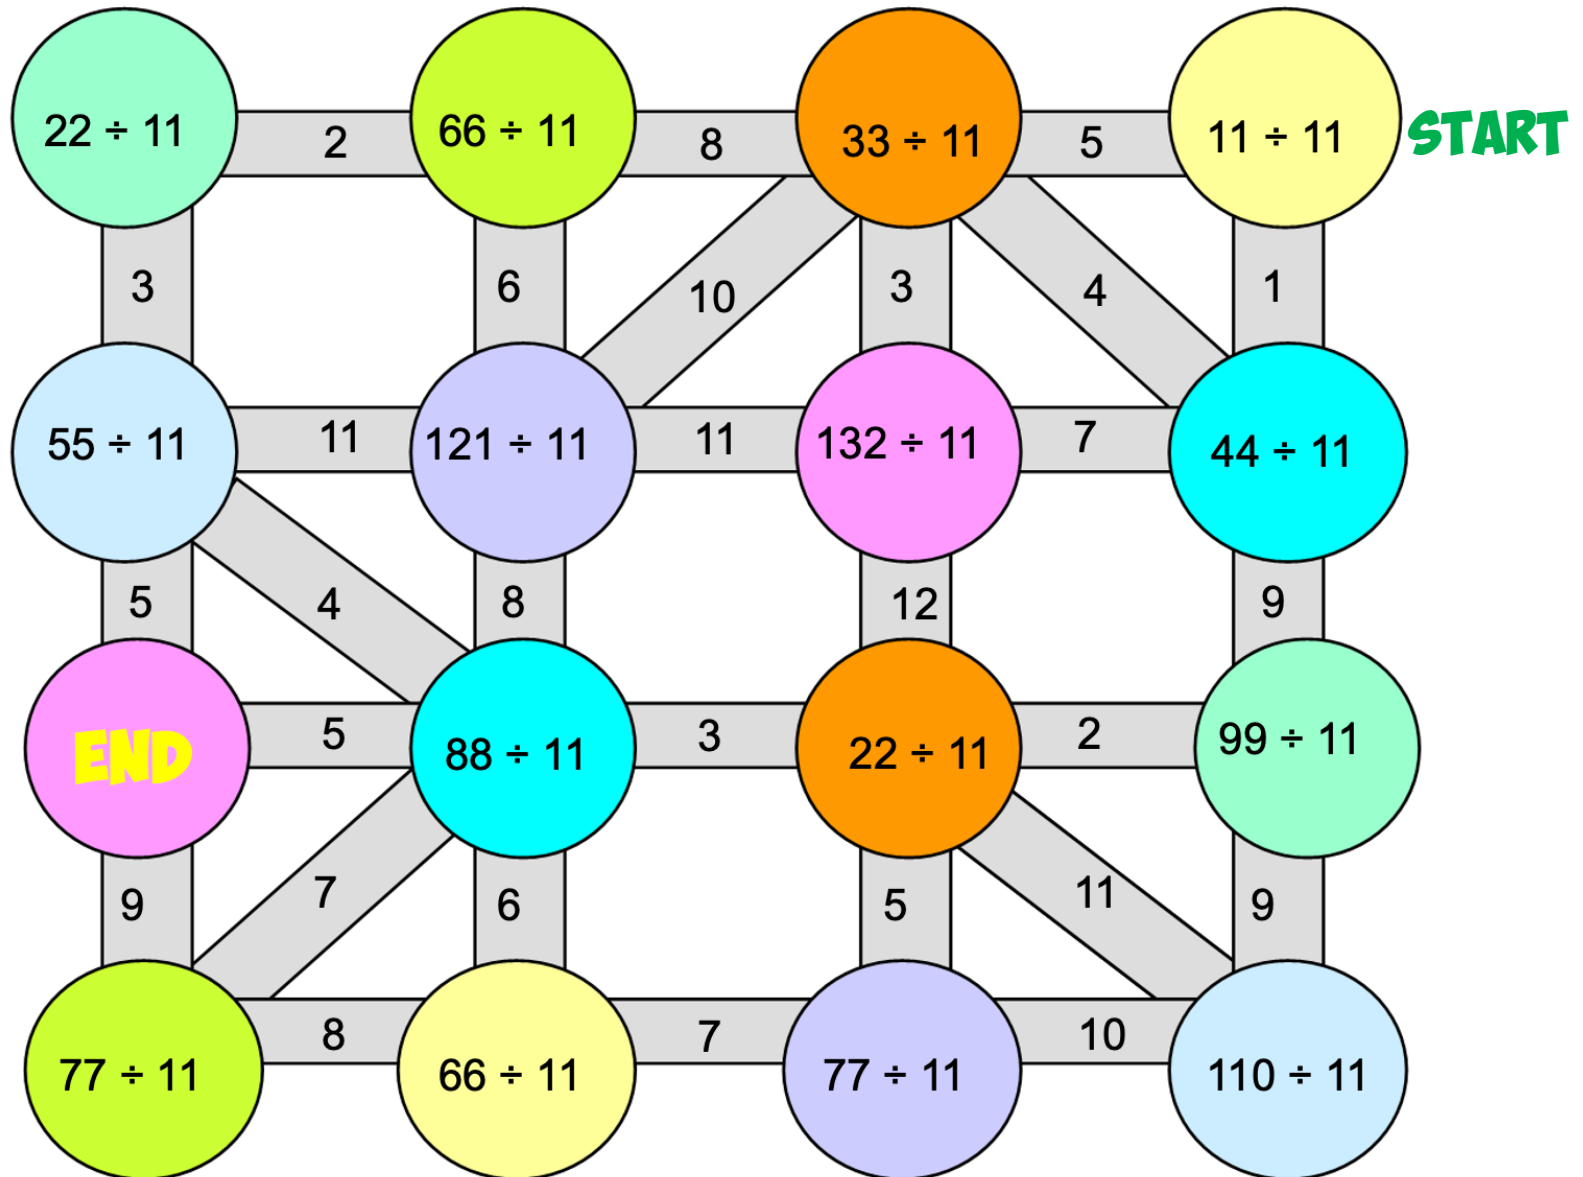 22 ÷ 11 2 66 ÷ 11 8 33 ÷ 11 5 11 ÷ 11 START
3 6 10 3 4 1
55 ÷ 11 11 121 ÷ 11 11 132 ÷ 11 7 44 ÷ 11
5 4 8 12 9
END 5 88 ÷ 11 3 22 ÷ 11 2 99 ÷ 11
9 7 6 5 11 9
77 ÷ 11 8 66 ÷ 11 7 77 ÷ 11 10 110 ÷ 11